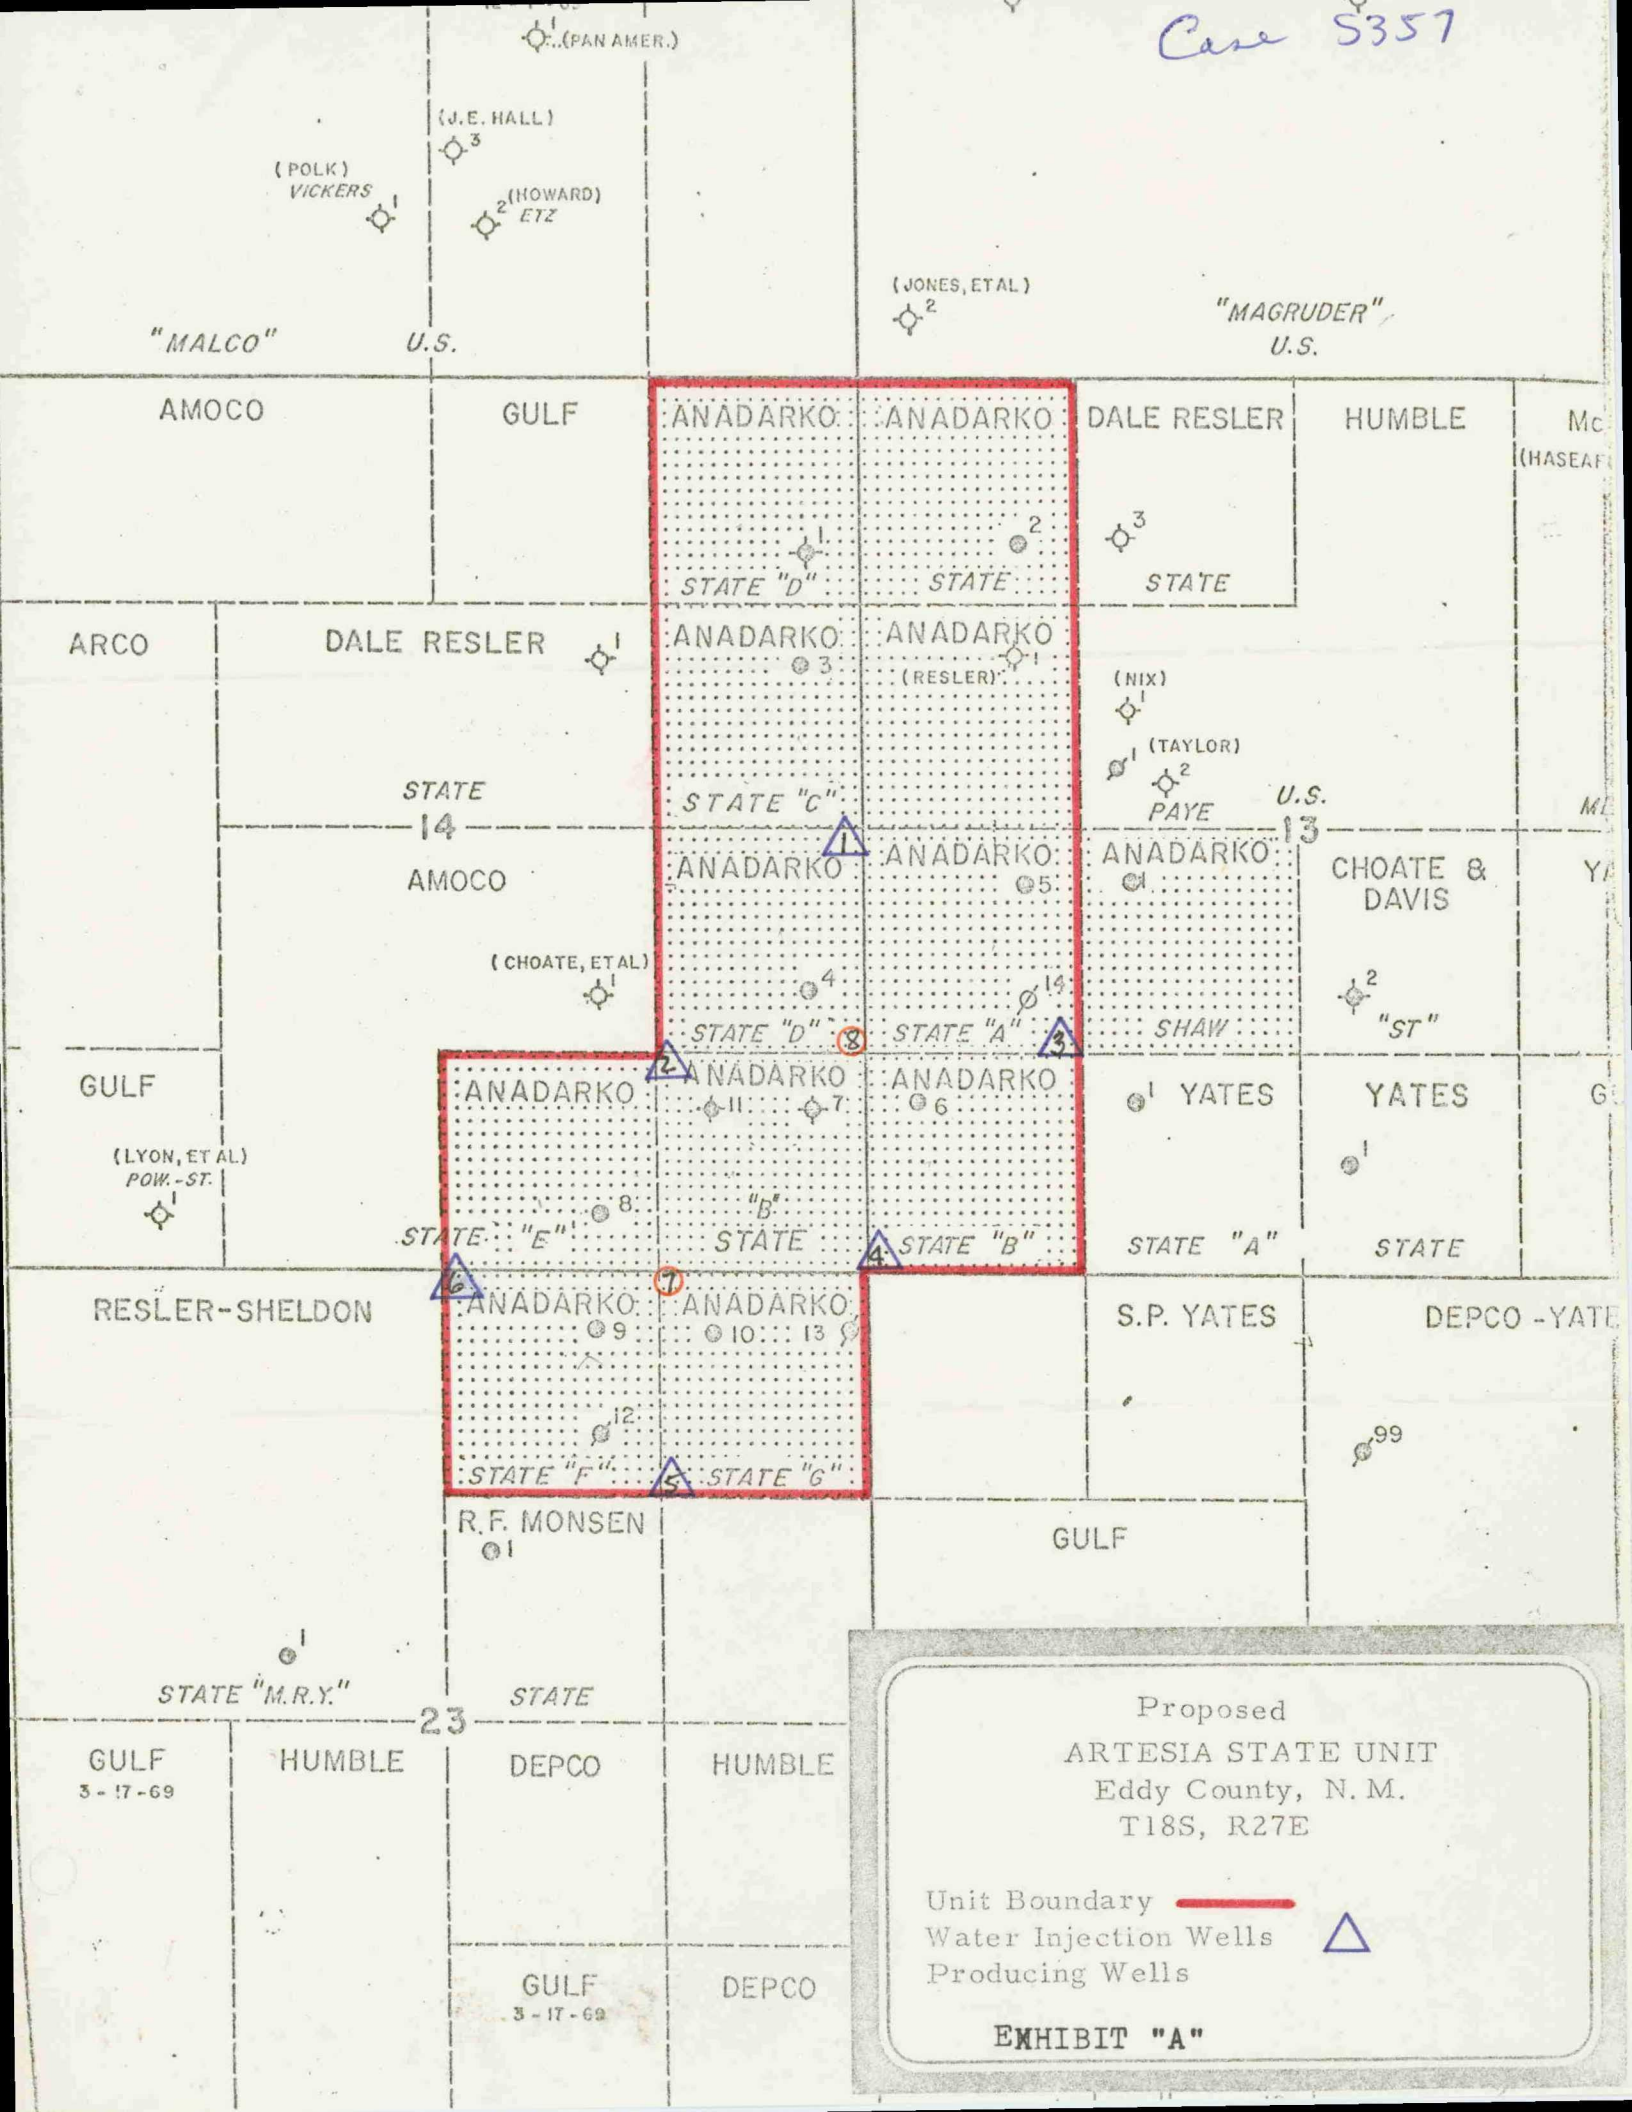 Case 5357
1
(PAN AMER.)
(J.E. HALL)
3
(POLK)
VICKERS
1
2
(HOWARD)
ETZ
(JONES, ET AL)
2
"MALCO"
U.S.
"MAGRUDER"
U.S.
AMOCO
GULF
ANADARKO
ANADARKO
DALE RESLER
HUMBLE
Mc
(HASEAF
1
2
3
STATE "D"
STATE
STATE
ARCO
DALE RESLER
1
ANADARKO
3
ANADARKO
1
(RESLER)
(NIX)
1
1
(TAYLOR)
2
PAYE
U.S.
STATE
STATE "C"
14
13
1
AMOCO
ANADARKO
ANADARKO
5
ANADARKO
1
CHOATE &
DAVIS
YA
(CHOATE, ET AL)
1
4
14
2
STATE "D"
8
STATE "A"
3
SHAW
"ST"
GULF
2
ANADARKO
ANADARKO
11
7
ANADARKO
6
1
YATES
YATES
1
G
(LYON, ET AL)
POW.-ST.
1
8
STATE "E"
"B"
STATE
4
STATE "B"
STATE "A"
STATE
6
7
RESLER-SHELDON
ANADARKO
ANADARKO
9
10
13
S.P. YATES
DEPCO-YATE
12
99
STATE "F"
5
STATE "G"
R.F. MONSEN
1
GULF
1
STATE "M.R.Y."
STATE
23
GULF
3-17-69
HUMBLE
DEPCO
HUMBLE
GULF
3-17-69
DEPCO
Proposed
ARTESIA STATE UNIT
Eddy County, N. M.
T18S, R27E
Unit Boundary
Water Injection Wells
Producing Wells
EXHIBIT "A"